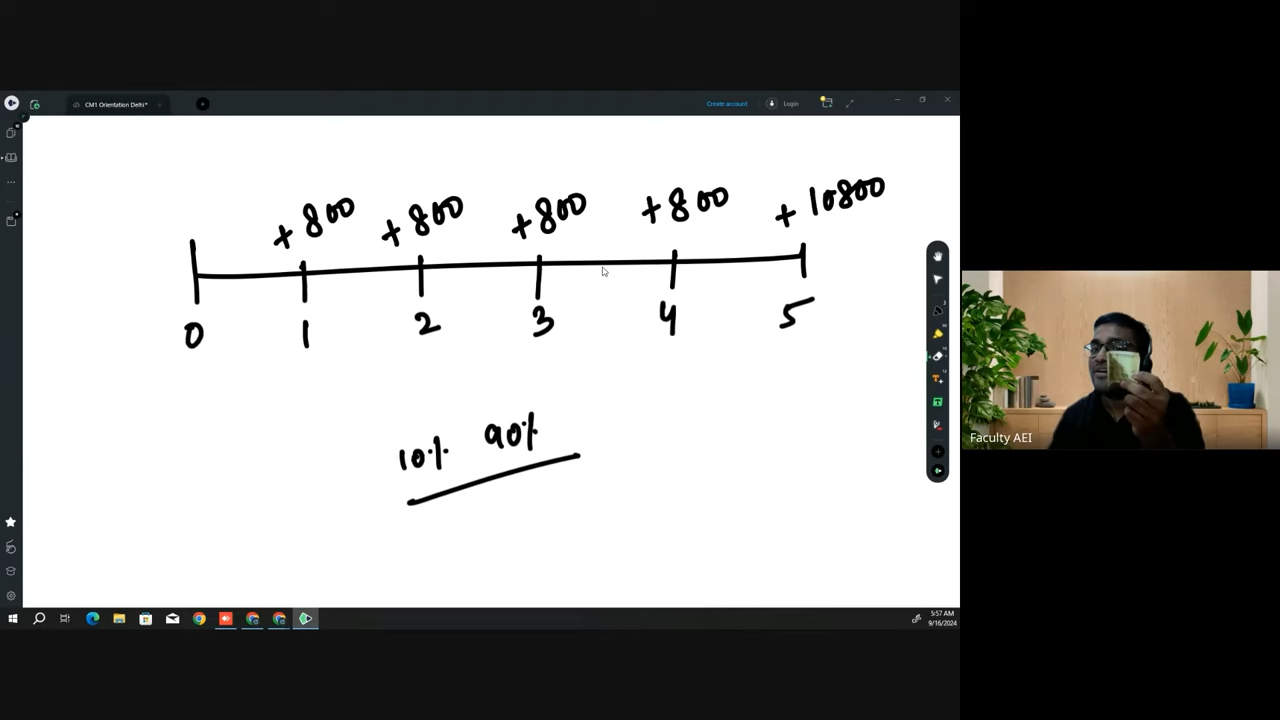 CM1 Orientation Delhi*
Create account
Login
+800 +800 +800 +800 +10800
0 1 2 3 4 5
10% 90%
Faculty AEI
5:57 AM
9/16/2024